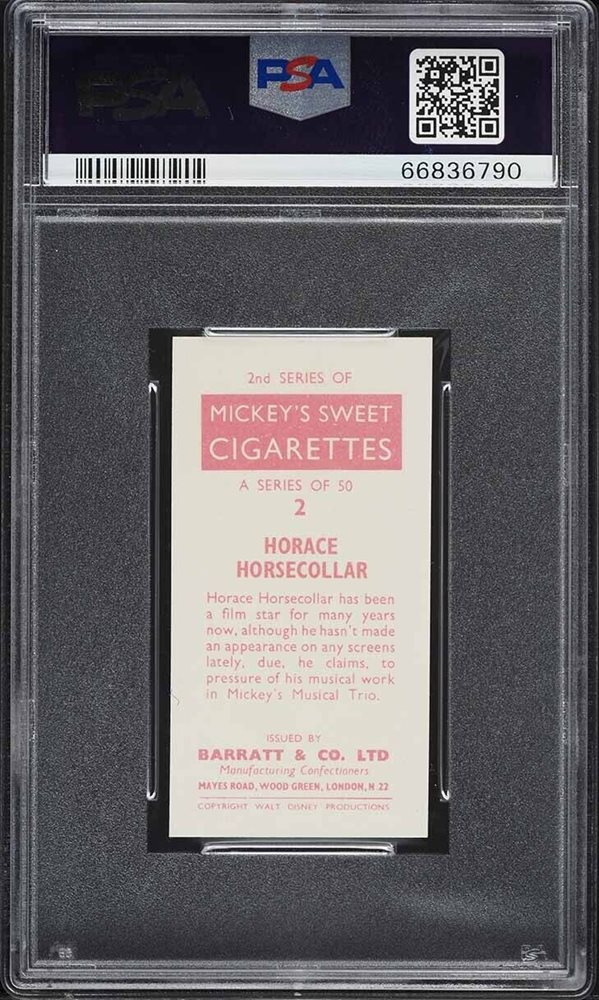 PSA
PSA
66836790
2nd SERIES OF
MICKEY'S SWEET
CIGARETTES
A SERIES OF 50
2
HORACE
HORSECOLLAR
Horace Horsecollar has been
a film star for many years
now, although he hasn't made
an appearance on any screens
lately, due, he claims, to
pressure of his musical work
in Mickey's Musical Trio.
ISSUED BY
BARRATT & CO. LTD
Manufacturing Confectioners
MAYES ROAD, WOOD GREEN, LONDON, N 22
COPYRIGHT WALT DISNEY PRODUCTIONS